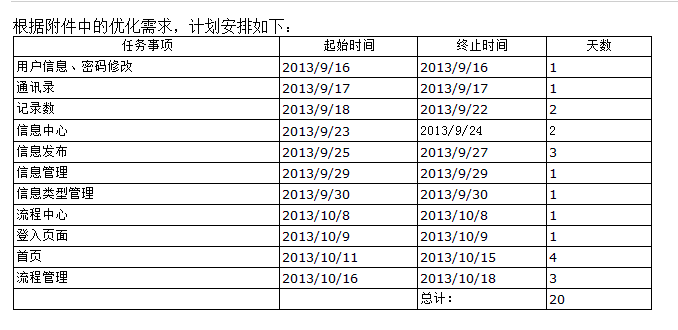 根据附件中的优化需求，计划安排如下：
任务事项 起始时间 终止时间 天数
用户信息、密码修改 2013/9/16 2013/9/16 1
通讯录 2013/9/17 2013/9/17 1
记录数 2013/9/18 2013/9/22 2
信息中心 2013/9/23 2013/9/24 2
信息发布 2013/9/25 2013/9/27 3
信息管理 2013/9/29 2013/9/29 1
信息类型管理 2013/9/30 2013/9/30 1
流程中心 2013/10/8 2013/10/8 1
登入页面 2013/10/9 2013/10/9 1
首页 2013/10/11 2013/10/15 4
流程管理 2013/10/16 2013/10/18 3
总计： 20